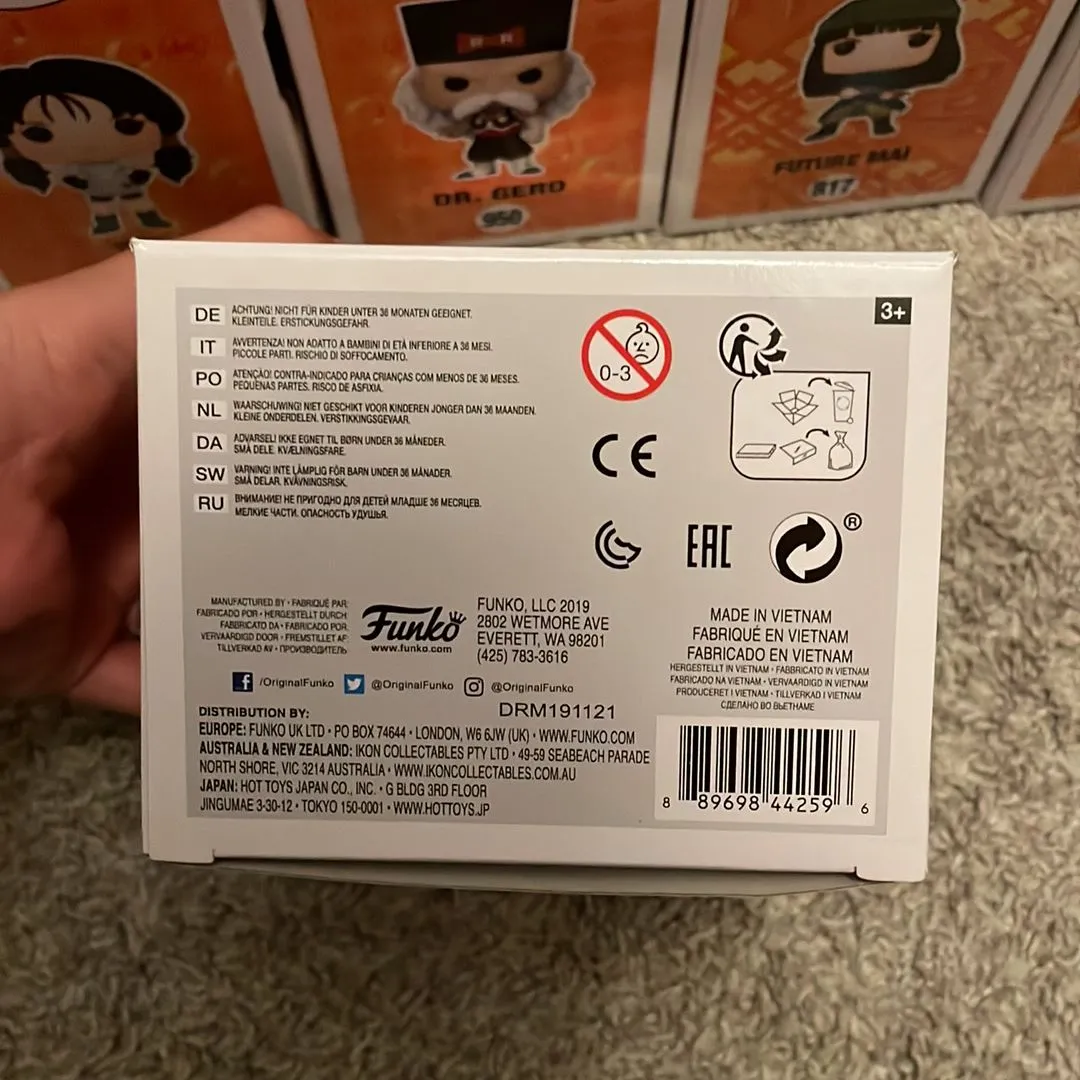 DR. GERO
950
FUTURE MAI
817
3+
DE ACHTUNG! NICHT FÜR KINDER UNTER 36 MONATEN GEEIGNET.
KLEINTEILE. ERSTICKUNGSGEFAHR.
IT AVVERTENZA! NON ADATTO A BAMBINI DI ETÀ INFERIORE A 36 MESI.
PICCOLE PARTI. RISCHIO DI SOFFOCAMENTO.
PO ATENÇÃO! CONTRA-INDICADO PARA CRIANÇAS COM MENOS DE 36 MESES.
PEQUENAS PARTES. RISCO DE ASFIXIA.
NL WAARSCHUWING! NIET GESCHIKT VOOR KINDEREN JONGER DAN 36 MAANDEN.
KLEINE ONDERDELEN. VERSTIKKINGSGEVAAR.
DA ADVARSEL! IKKE EGNET TIL BØRN UNDER 36 MÅNEDER.
SMÅ DELE. KVÆLNINGSFARE.
SW VARNING! INTE LÄMPLIG FÖR BARN UNDER 36 MÅNADER.
SMÅ DELAR. KVÄVNINGSRISK.
RU ВНИМАНИЕ! НЕ ПРИГОДНО ДЛЯ ДЕТЕЙ МЛАДШЕ 36 МЕСЯЦЕВ.
МЕЛКИЕ ЧАСТИ. ОПАСНОСТЬ УДУШЬЯ.
0-3
CE
EAC
®
MANUFACTURED BY • FABRIQUÉ PAR
FABRICADO POR • HERGESTELLT DURCH
FABBRICATO DA • FABRICADO POR
VERVAARDIGD DOOR • FREMSTILLET AF
TILLVERKAD AV • ПРОИЗВОДИТЕЛЬ
Funko
www.funko.com
FUNKO, LLC 2019
2802 WETMORE AVE
EVERETT, WA 98201
(425) 783-3616
/OriginalFunko @OriginalFunko @OriginalFunko
DRM191121
DISTRIBUTION BY:
EUROPE: FUNKO UK LTD • PO BOX 74644 • LONDON, W6 6JW (UK) • WWW.FUNKO.COM
AUSTRALIA & NEW ZEALAND: IKON COLLECTABLES PTY LTD • 49-59 SEABEACH PARADE
NORTH SHORE, VIC 3214 AUSTRALIA • WWW.IKONCOLLECTABLES.COM.AU
JAPAN: HOT TOYS JAPAN CO., INC. • G BLDG 3RD FLOOR
JINGUMAE 3-30-12 • TOKYO 150-0001 • WWW.HOTTOYS.JP
MADE IN VIETNAM
FABRIQUÉ EN VIETNAM
FABRICADO EN VIETNAM
HERGESTELLT IN VIETNAM • FABBRICATO IN VIETNAM
FABRICADO NA VIETNAM • VERVAARDIGD IN VIETNAM
PRODUCERET I VIETNAM • TILLVERKAD I VIETNAM
СДЕЛАНО ВО ВЬЕТНАМЕ
8 89698 44259 6